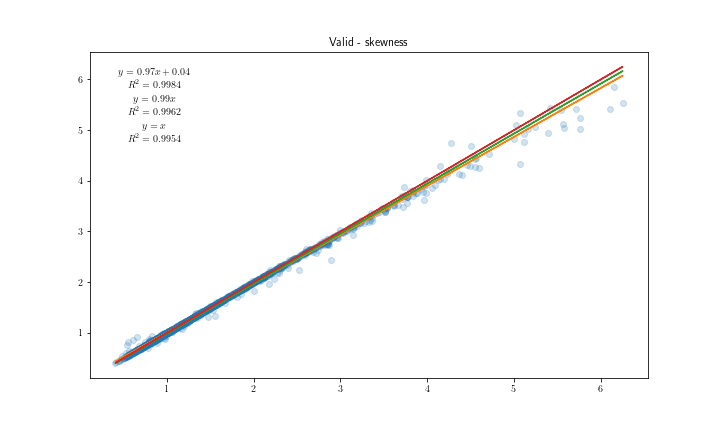 Valid - skewness
y = 0.97x + 0.04
R² = 0.9984
y = 0.99x
R² = 0.9962
y = x
R² = 0.9954
6
5
4
3
2
1
1 2 3 4 5 6